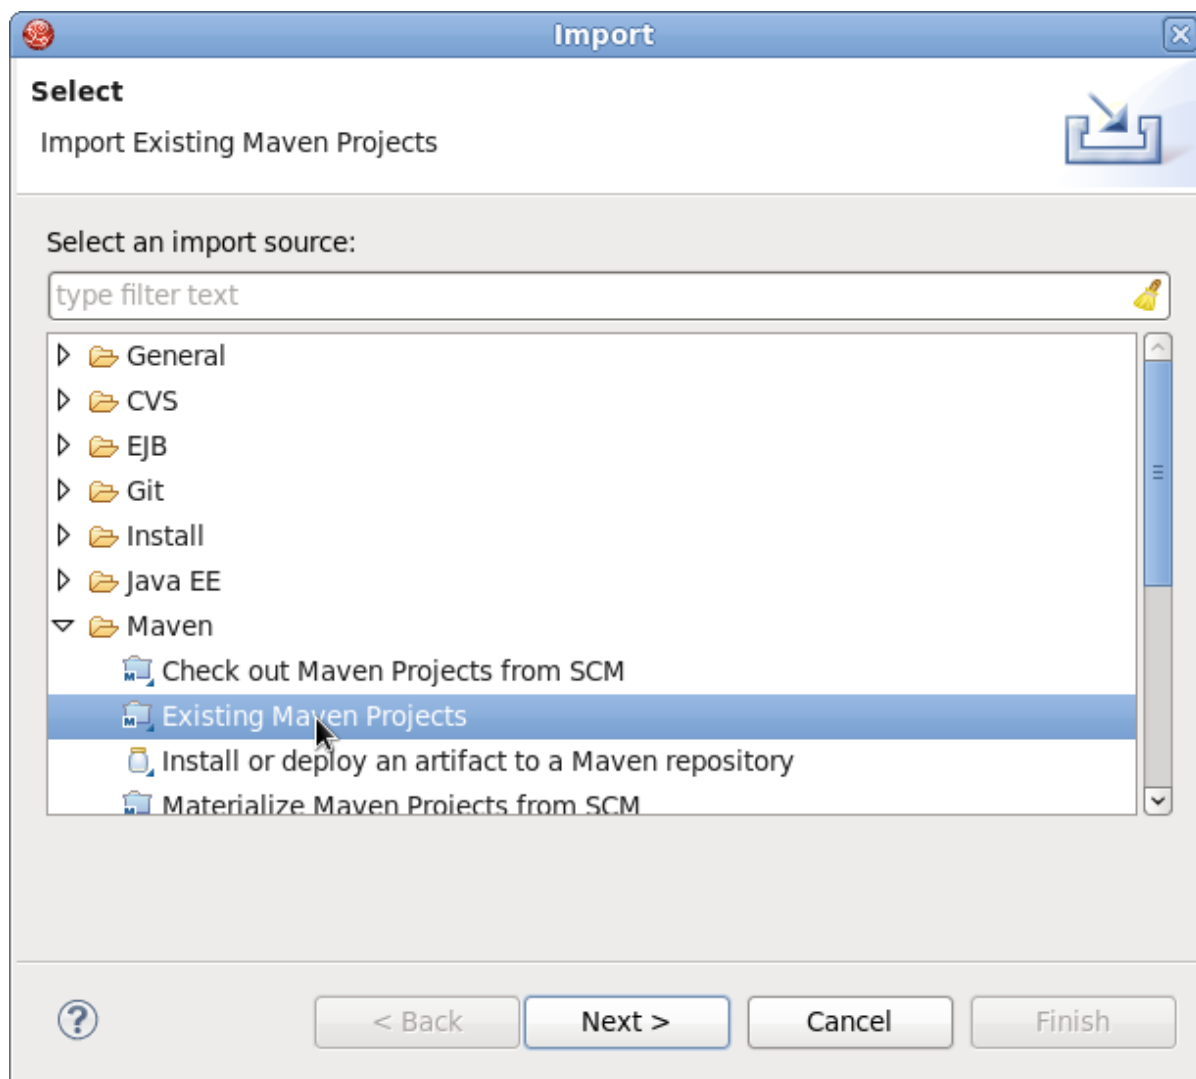 Import
Select
Import Existing Maven Projects
Select an import source:
type filter text
General
CVS
EJB
Git
Install
Java EE
Maven
Check out Maven Projects from SCM
Existing Maven Projects
Install or deploy an artifact to a Maven repository
Materialize Maven Projects from SCM
< Back Next > Cancel Finish